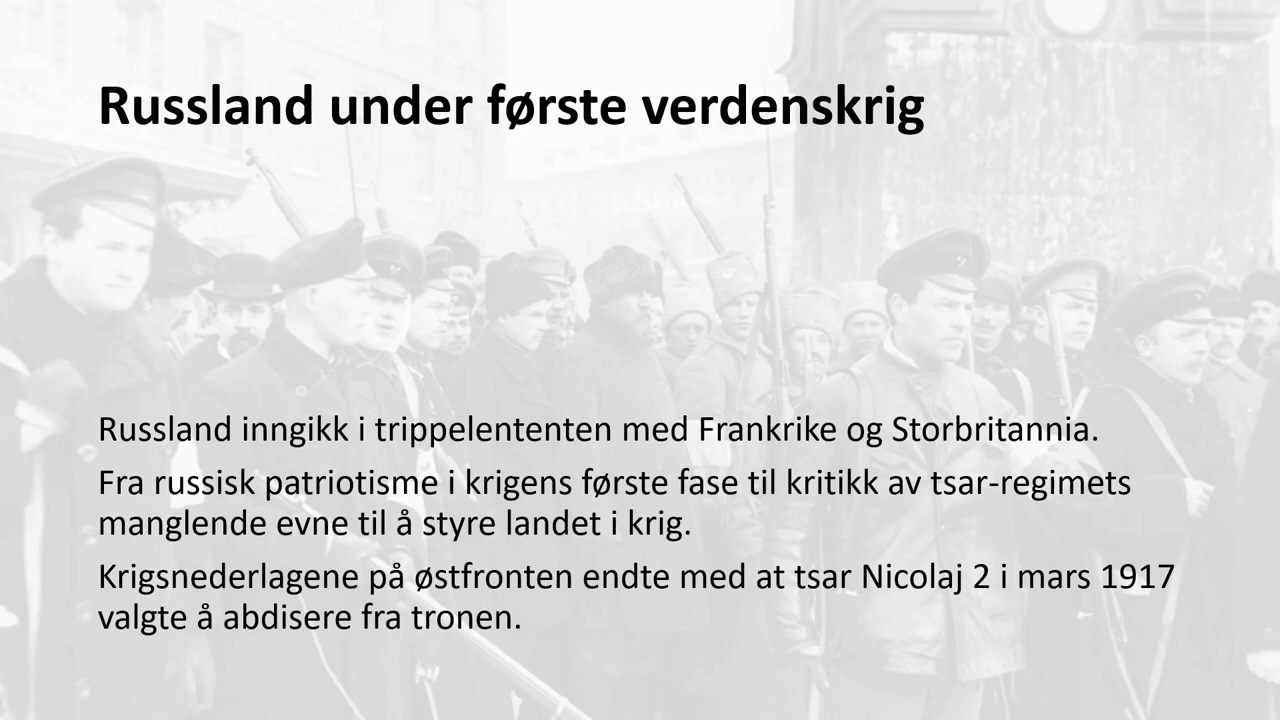 Russland under første verdenskrig
Russland inngikk i trippelententen med Frankrike og Storbritannia.
Fra russisk patriotisme i krigens første fase til kritikk av tsar-regimets
manglende evne til å styre landet i krig.
Krigsnederlagene på østfronten endte med at tsar Nicolaj 2 i mars 1917
valgte å abdisere fra tronen.